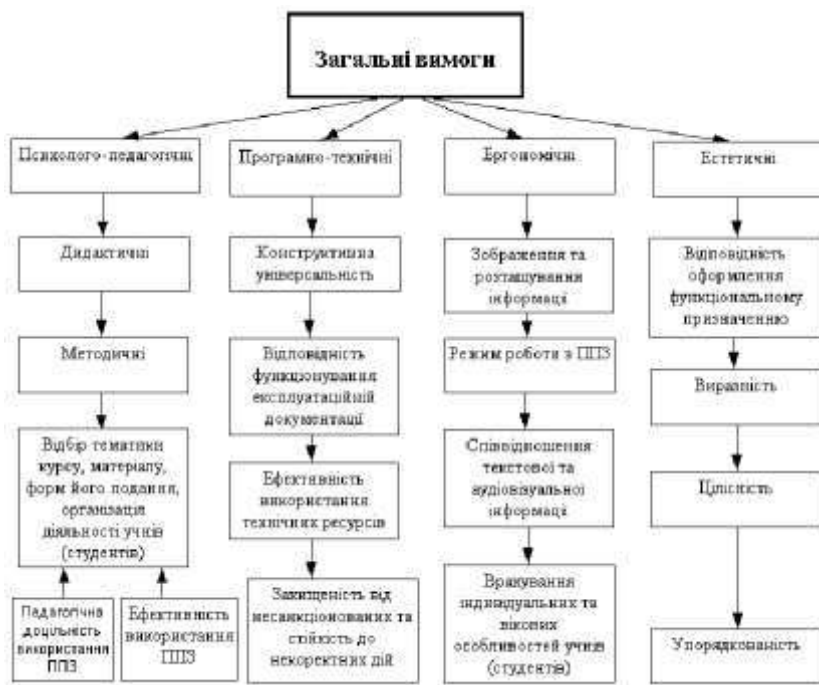 Загальні вимоги
Психолого-педагогічні
Програмно-технічні
Ергономічні
Естетичні
Дидактичні
Конструктивна
універсальність
Зображення та
розташування
інформації
Відповідність
оформлення
функціональному
призначенню
Методичні
Відповідність
функціонування
експлуатаційній
документації
Режим роботи з ППЗ
Виразність
Відбір тематики
курсу, матеріалу,
форм його подання,
організація
діяльності учнів
(студентів)
Ефективність
використання
технічних ресурсів
Співвідношення
текстової та
аудіовізуальної
інформації
Цілісність
Педагогічна
доцільність
використання
ППЗ
Ефективність
використання
ППЗ
Захищеність від
несанкціонованих та
стійкість до
некоректних дій
Врахування
індивідуальних та
вікових
особливостей учнів
(студентів)
Упорядкованість